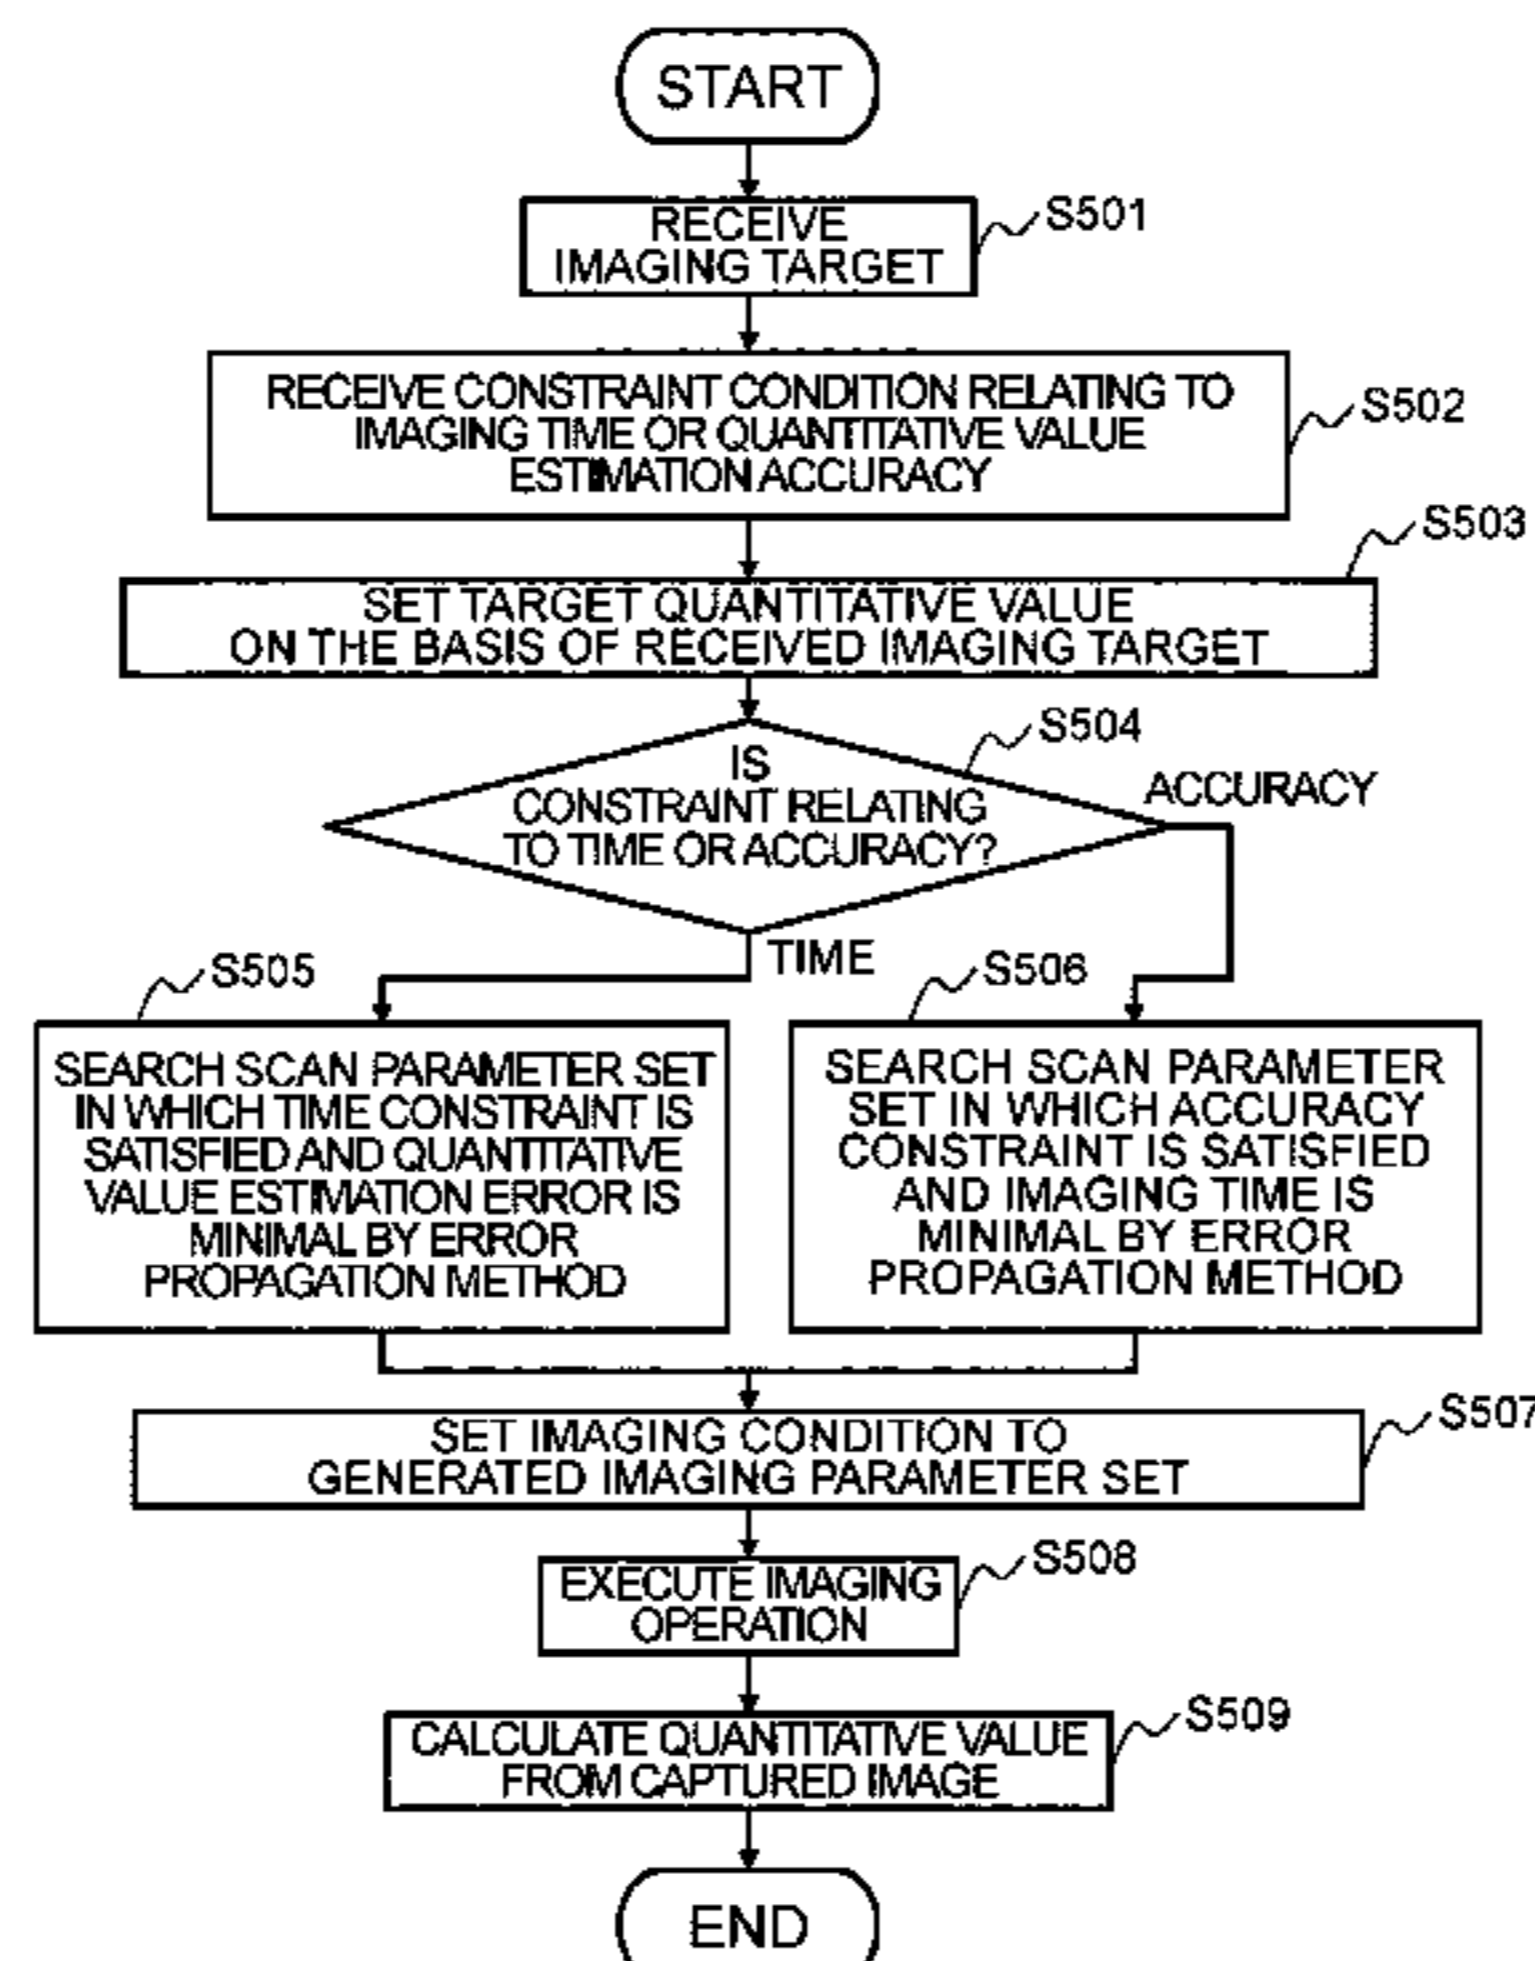 START
RECEIVE
IMAGING TARGET
S501
RECEIVE CONSTRAINT CONDITION RELATING TO
IMAGING TIME OR QUANTITATIVE VALUE
ESTIMATION ACCURACY
S502
SET TARGET QUANTITATIVE VALUE
ON THE BASIS OF RECEIVED IMAGING TARGET
S503
IS
CONSTRAINT RELATING
TO TIME OR ACCURACY?
S504
ACCURACY
TIME
S505
SEARCH SCAN PARAMETER SET
IN WHICH TIME CONSTRAINT IS
SATISFIED AND QUANTITATIVE
VALUE ESTIMATION ERROR IS
MINIMAL BY ERROR
PROPAGATION METHOD
S506
SEARCH SCAN PARAMETER
SET IN WHICH ACCURACY
CONSTRAINT IS SATISFIED
AND IMAGING TIME IS
MINIMAL BY ERROR
PROPAGATION METHOD
SET IMAGING CONDITION TO
GENERATED IMAGING PARAMETER SET
S507
EXECUTE IMAGING
OPERATION
S508
CALCULATE QUANTITATIVE VALUE
FROM CAPTURED IMAGE
S509
END